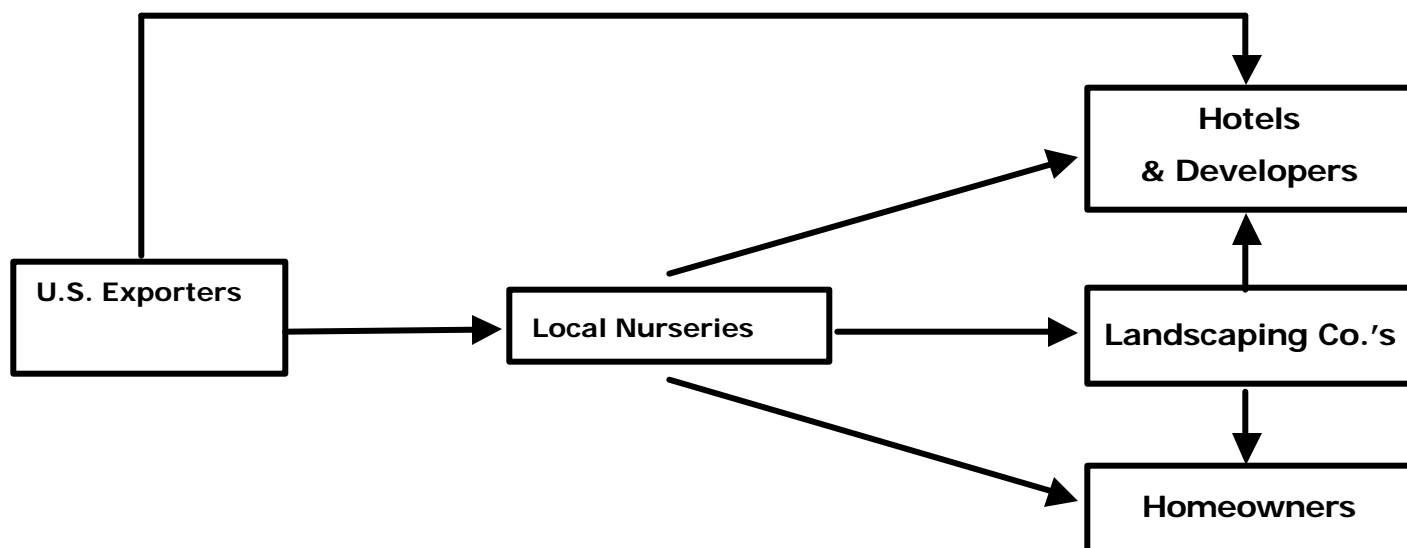 Hotels
& Developers
U.S. Exporters
Local Nurseries
Landscaping Co.'s
Homeowners